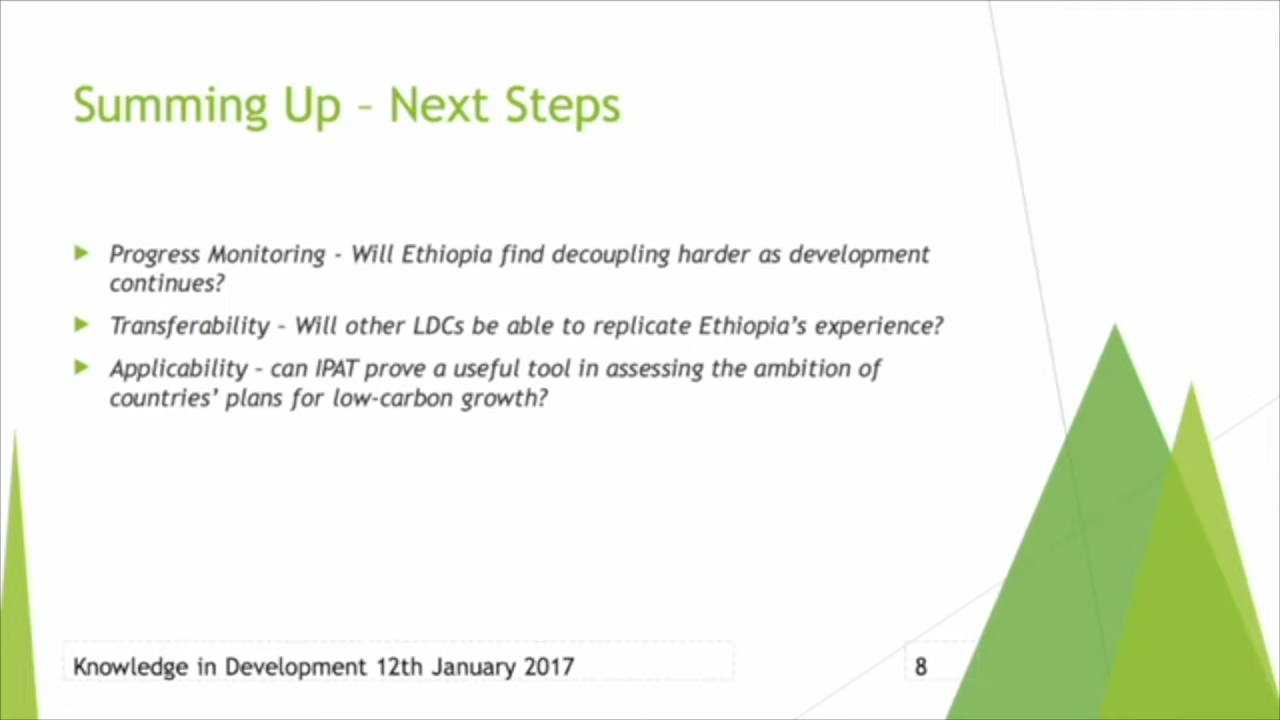 Summing Up – Next Steps
Progress Monitoring - Will Ethiopia find decoupling harder as development
continues?
Transferability – Will other LDCs be able to replicate Ethiopia’s experience?
Applicability – can IPAT prove a useful tool in assessing the ambition of
countries’ plans for low-carbon growth?
Knowledge in Development 12th January 2017
8